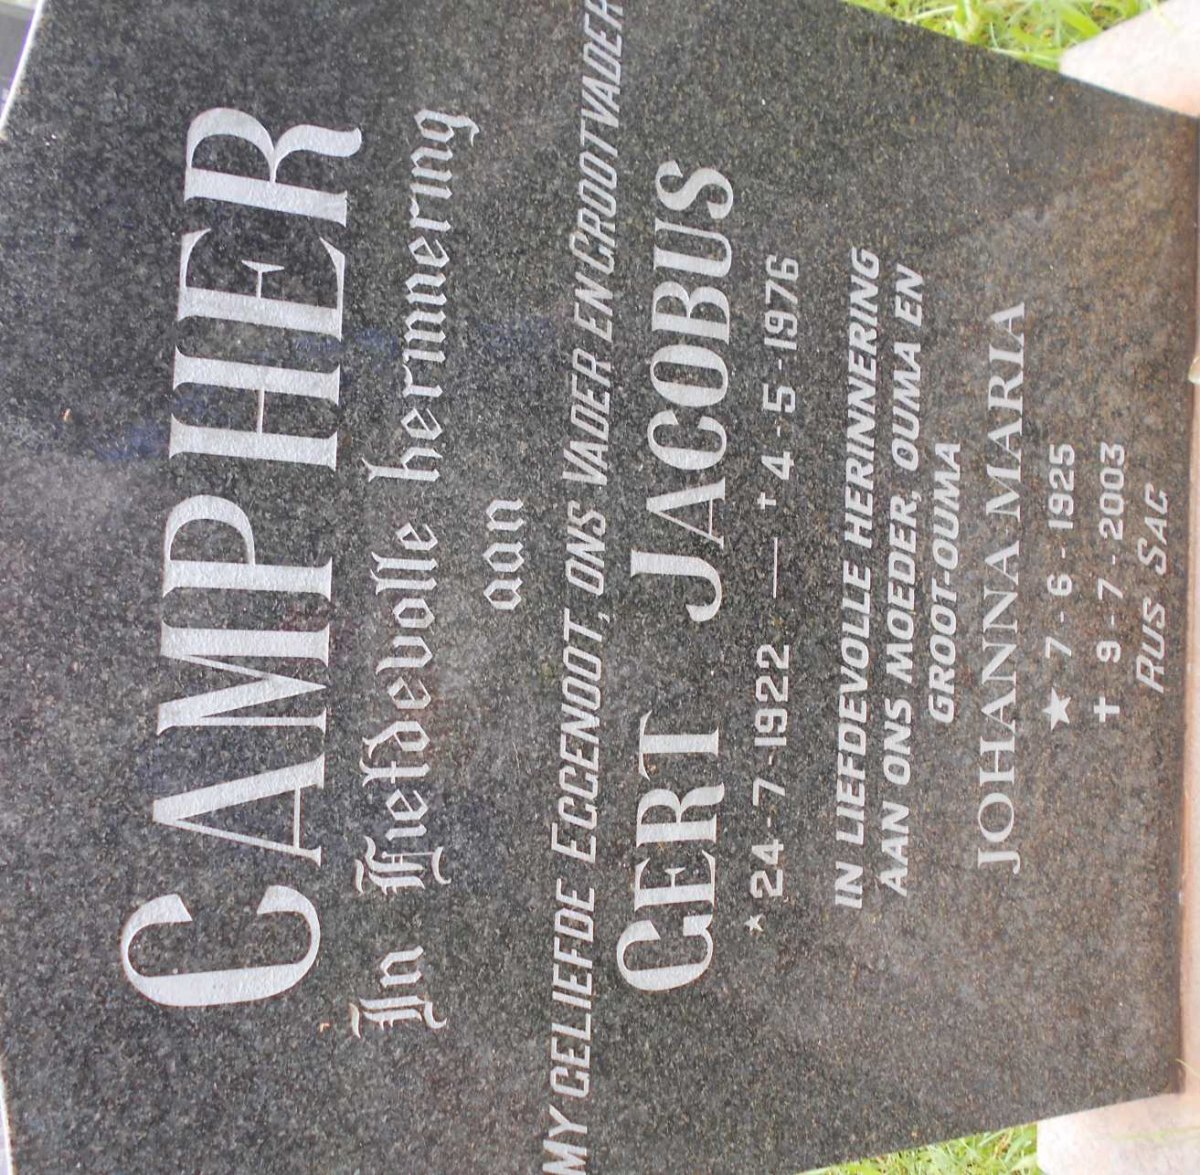 CAMPHER
In Liefdevolle herinnering
aan
MY GELIEFDE EGGENOOT, ONS VADER EN GROOTVADER
GERT JACOBUS
★ 24-7-1922 — † 4-5-1976
IN LIEFDEVOLLE HERINNERING
AAN ONS MOEDER, OUMA EN
GROOT-OUMA
JOHANNA MARIA
★ 7-6-1925
✝ 9-7-2003
RUS SAG